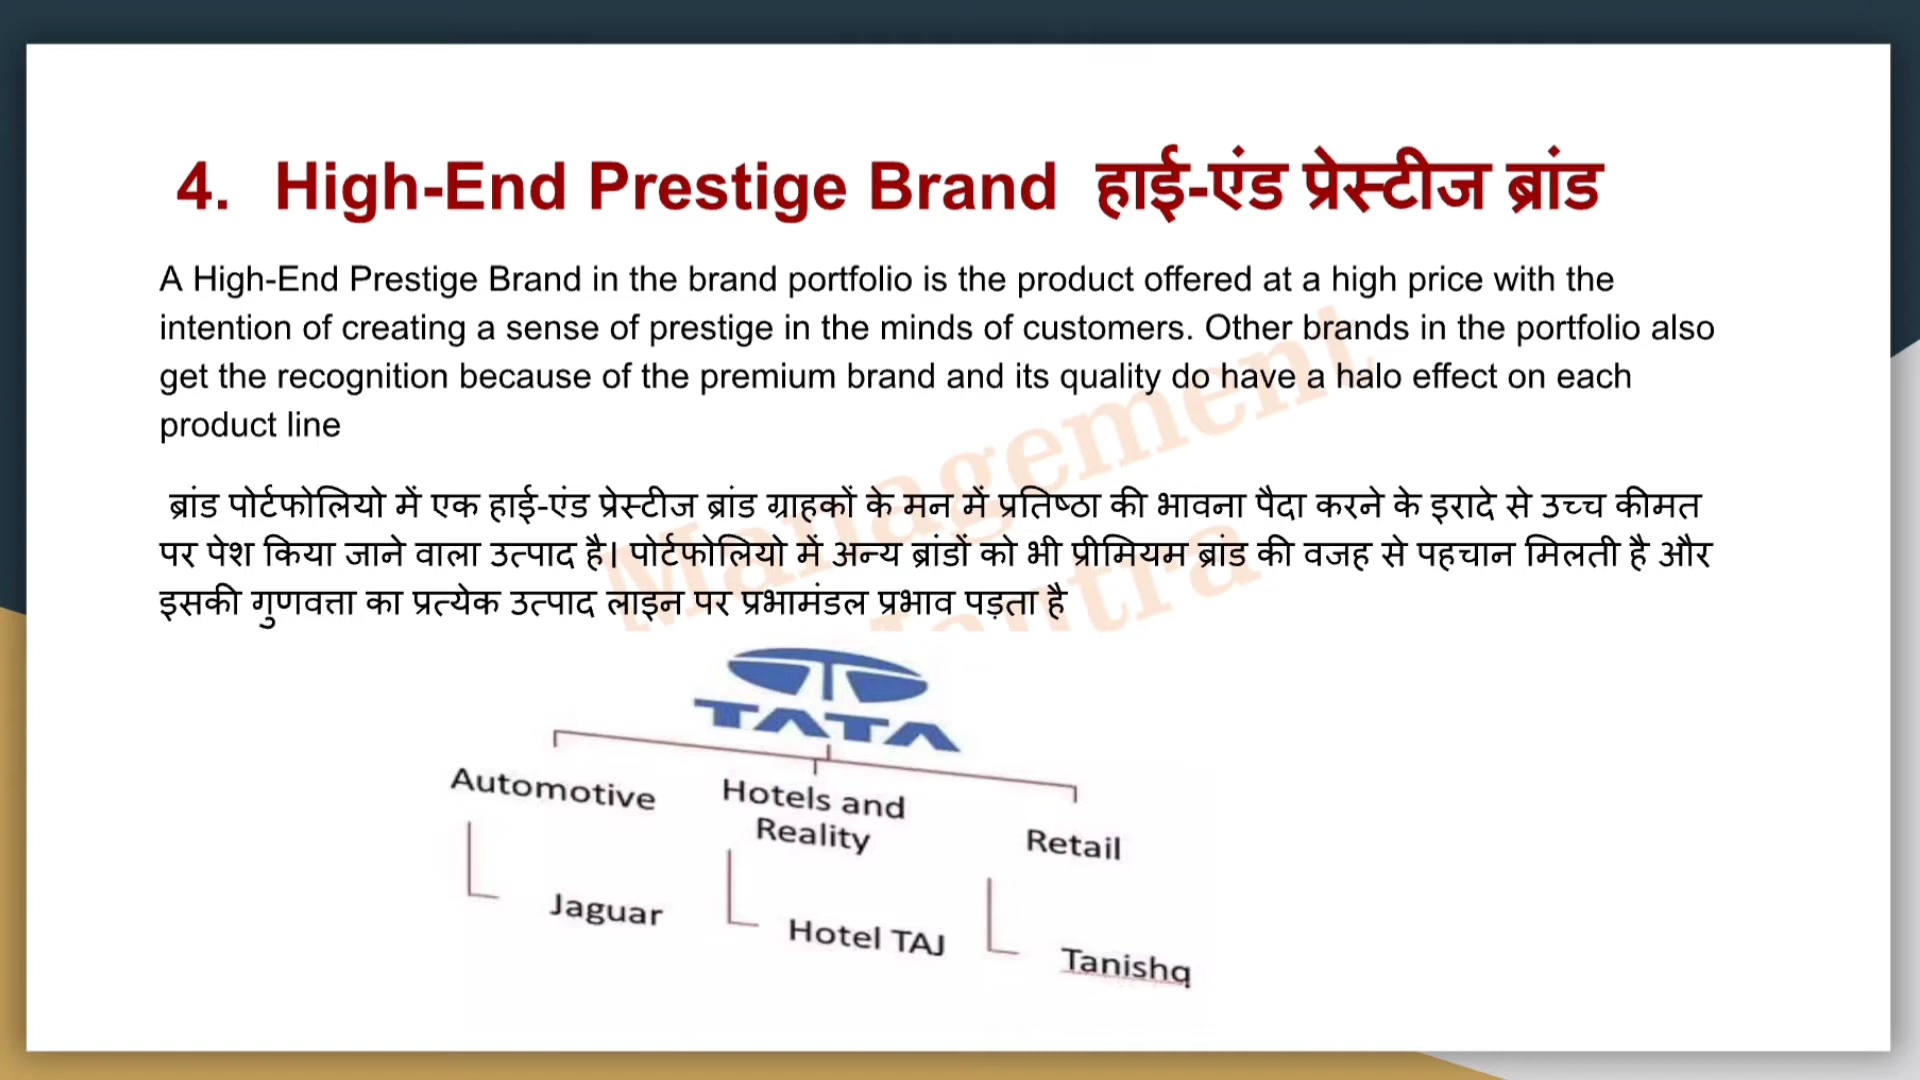 4. High-End Prestige Brand हाई-एंड प्रेस्टीज ब्रांड
A High-End Prestige Brand in the brand portfolio is the product offered at a high price with the
intention of creating a sense of prestige in the minds of customers. Other brands in the portfolio also
get the recognition because of the premium brand and its quality do have a halo effect on each
product line
ब्रांड पोर्टफोलियो में एक हाई-एंड प्रेस्टीज ब्रांड ग्राहकों के मन में प्रतिष्ठा की भावना पैदा करने के इरादे से उच्च कीमत
पर पेश किया जाने वाला उत्पाद है। पोर्टफोलियो में अन्य ब्रांडों को भी प्रीमियम ब्रांड की वजह से पहचान मिलती है और
इसकी गुणवत्ता का प्रत्येक उत्पाद लाइन पर प्रभामंडल प्रभाव पड़ता है
Management
Mantra
TATA
Automotive
Hotels and
Reality
Retail
Jaguar
Hotel TAJ
Tanishq